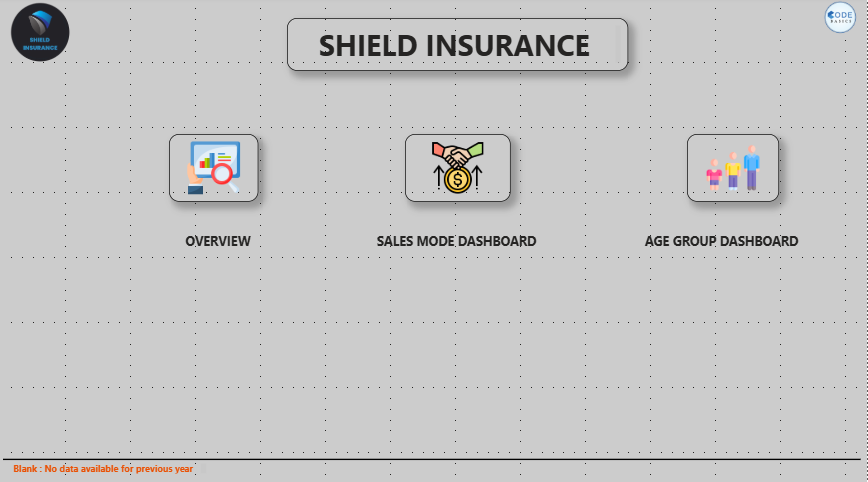 SHIELD
INSURANCE
SHIELD INSURANCE
CODE
BASICS
OVERVIEW
SALES MODE DASHBOARD
AGE GROUP DASHBOARD
Blank : No data available for previous year